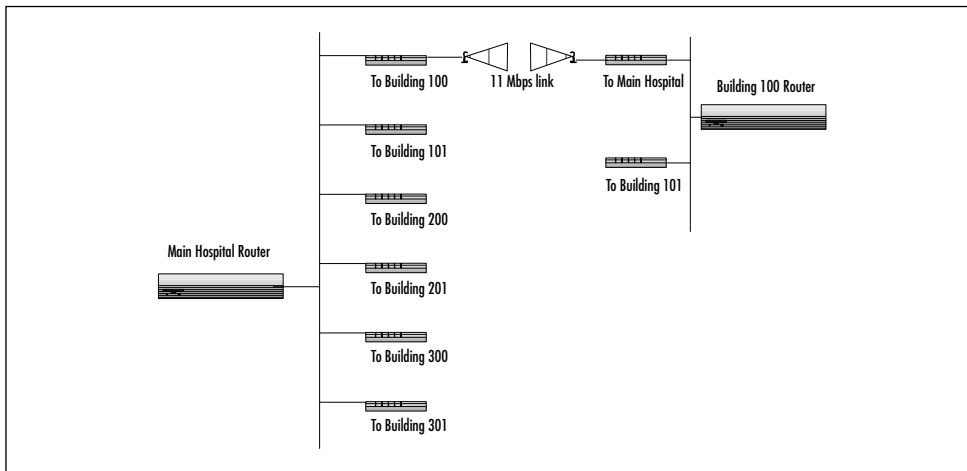 To Building 100
11 Mbps link
To Main Hospital
Building 100 Router
To Building 101
To Building 101
To Building 200
Main Hospital Router
To Building 201
To Building 300
To Building 301